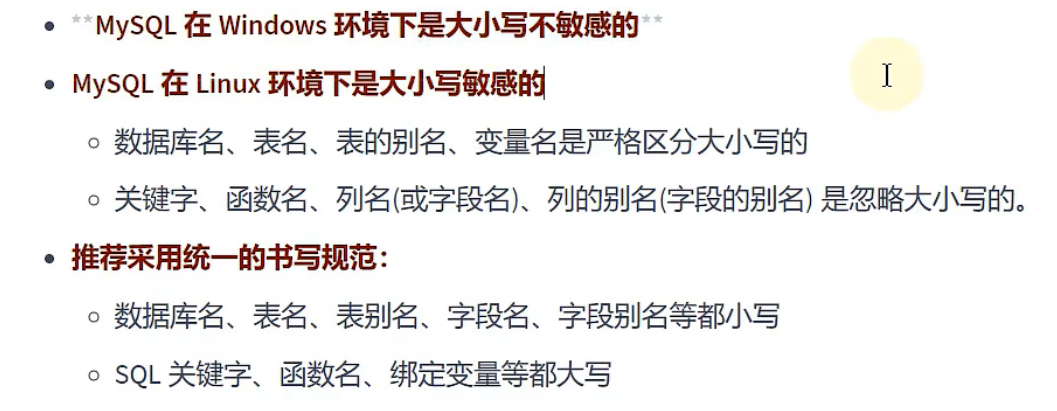 **MySQL 在 Windows 环境下是大小写不敏感的**
MySQL 在 Linux 环境下是大小写敏感的
数据库名、表名、表的别名、变量名是严格区分大小写的
关键字、函数名、列名(或字段名)、列的别名(字段的别名) 是忽略大小写的。
推荐采用统一的书写规范：
数据库名、表名、表别名、字段名、字段别名等都小写
SQL 关键字、函数名、绑定变量等都大写